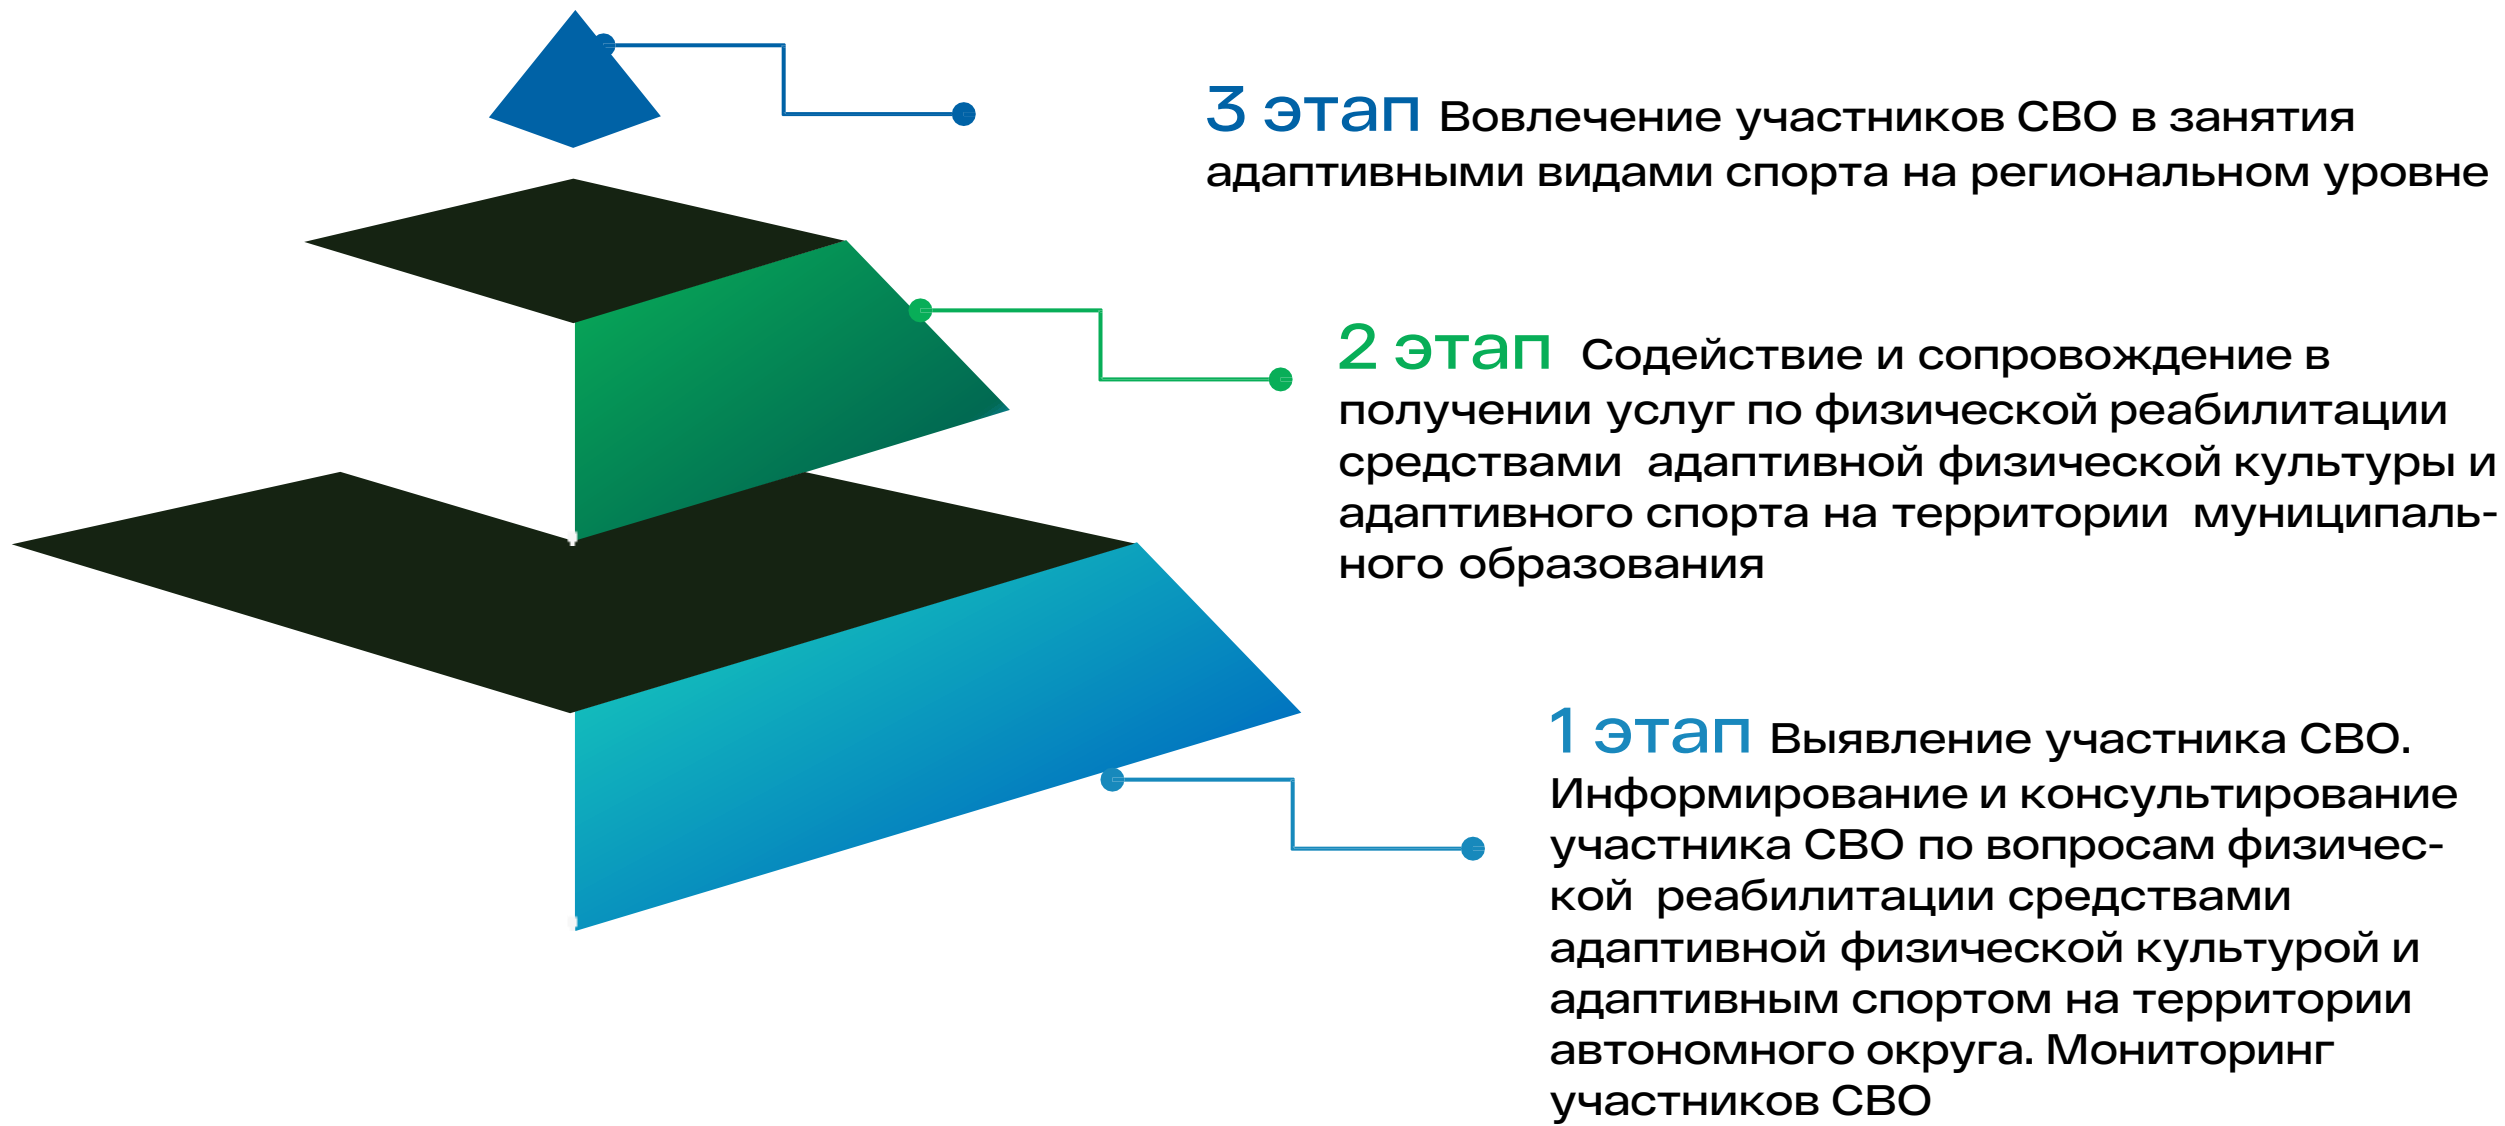 3 этап Вовлечение участников СВО в занятия
адаптивными видами спорта на региональном уровне
2 этап Содействие и сопровождение в
получении услуг по физической реабилитации
средствами адаптивной физической культуры и
адаптивного спорта на территории муниципаль-
ного образования
1 этап Выявление участника СВО.
Информирование и консультирование
участника СВО по вопросам физичес-
кой реабилитации средствами
адаптивной физической культурой и
адаптивным спортом на территории
автономного округа. Мониторинг
участников СВО